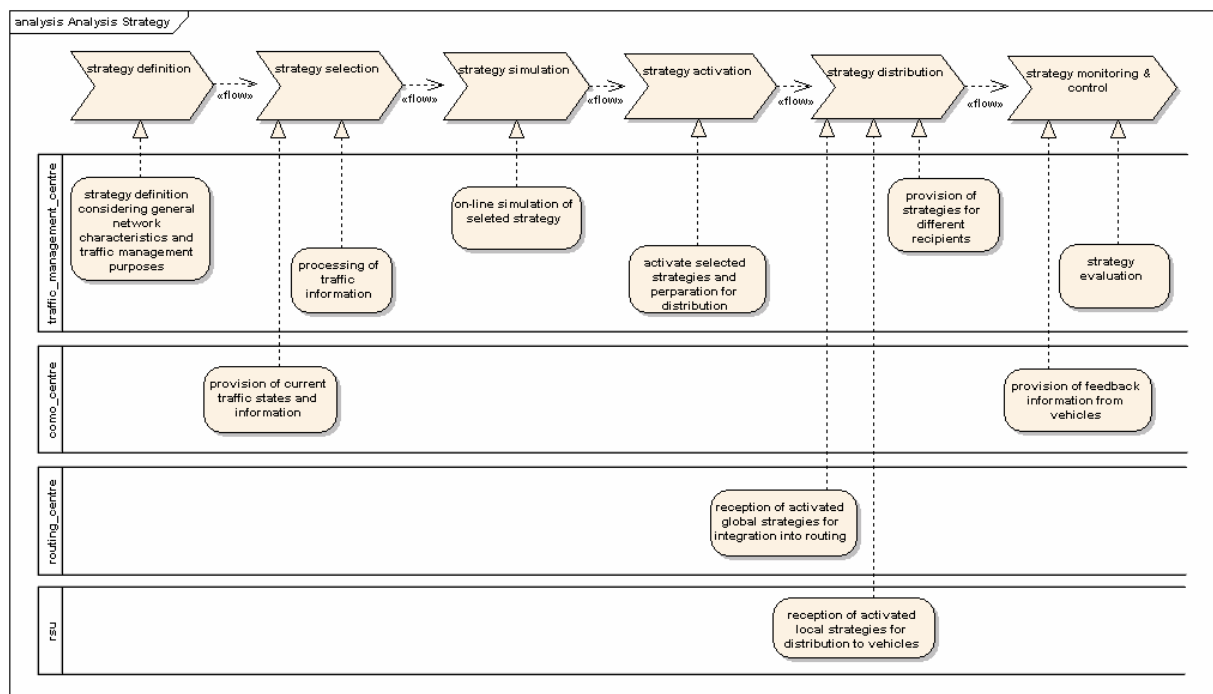 analysis Analysis Strategy
strategy definition
strategy selection
strategy simulation
strategy activation
strategy distribution
strategy monitoring &
control
«flow»
«flow»
«flow»
«flow»
«flow»
traffic_management_centre
strategy definition
considering general
network
characteristics and
traffic management
purposes
processing of
traffic
information
on-line simulation of
seleted strategy
activate selected
strategies and
perparation for
distribution
provision of
strategies for
different
recipients
strategy
evaluation
como_centre
provision of current
traffic states and
information
provision of feedback
information from
vehicles
routing_centre
reception of activated
global strategies for
integration into routing
rsu
reception of activated
local strategies for
distribution to vehicles